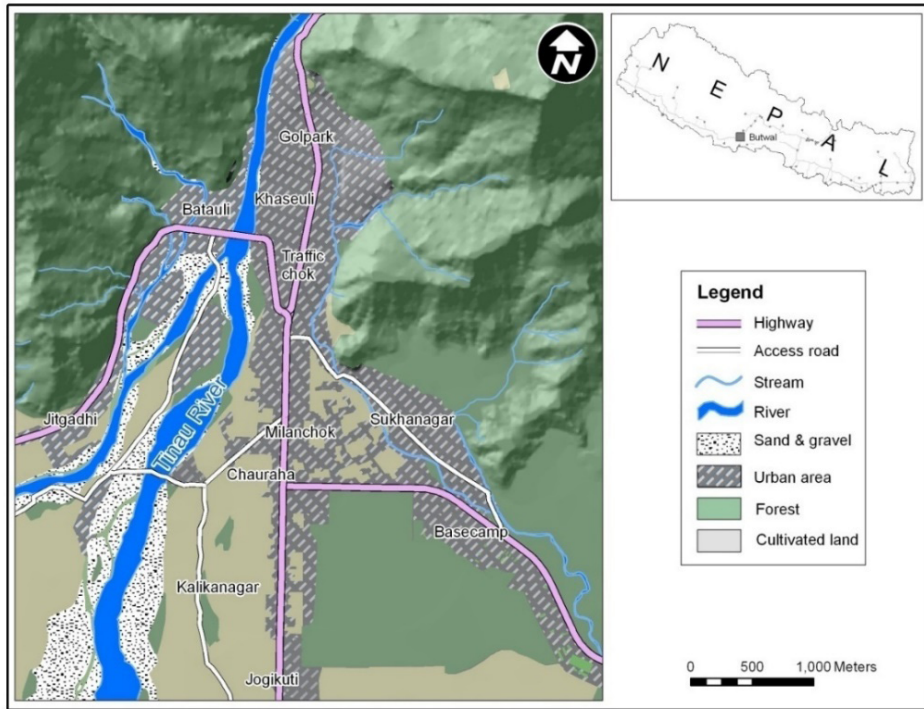 N
Golpark
Khaseuli
Batauli
Traffic
chok
Jitgadhi
Tinau River
Sukhanagar
Milanchok
Chauraha
Basecamp
Kalikanagar
Jogikuti
N E P A L
Butwal
Legend
Highway
Access road
Stream
River
Sand & gravel
Urban area
Forest
Cultivated land
0 500 1,000 Meters